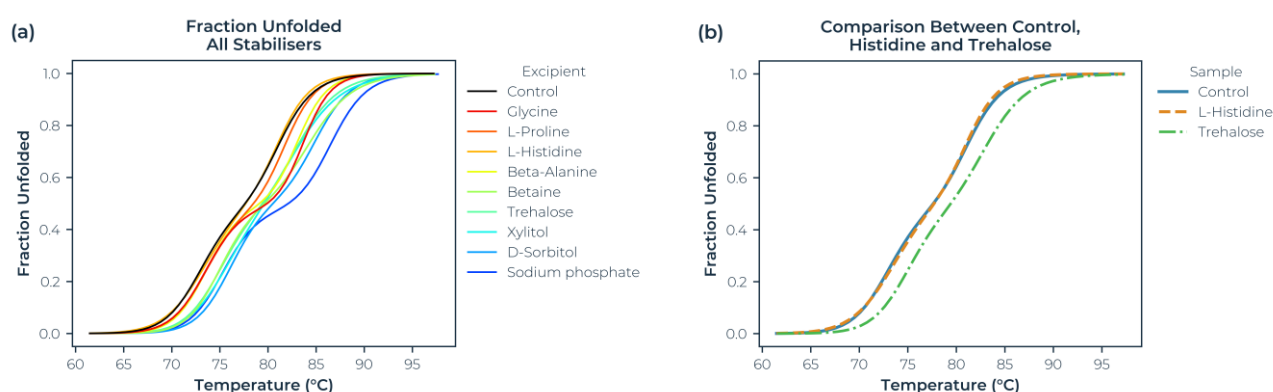 (a)
Fraction Unfolded
All Stabilisers
Fraction Unfolded
1.0
0.8
0.6
0.4
0.2
0.0
60 65 70 75 80 85 90 95
Temperature (°C)
Excipient
Control
Glycine
L-Proline
L-Histidine
Beta-Alanine
Betaine
Trehalose
Xylitol
D-Sorbitol
Sodium phosphate
(b)
Comparison Between Control,
Histidine and Trehalose
Fraction Unfolded
1.0
0.8
0.6
0.4
0.2
0.0
60 65 70 75 80 85 90 95
Temperature (°C)
Sample
Control
L-Histidine
Trehalose